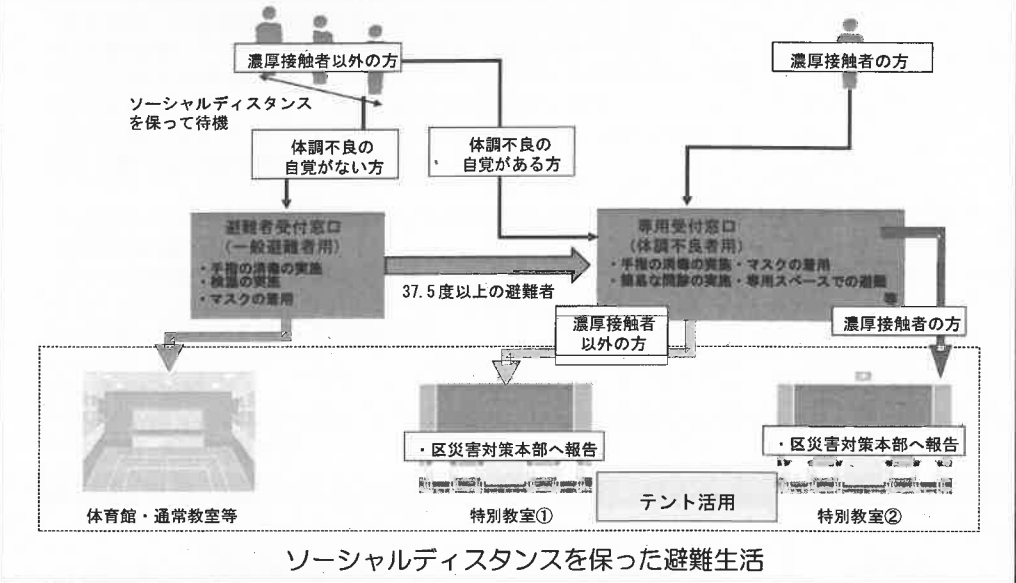 濃厚接触者以外の方
濃厚接触者の方
ソーシャルディスタンス
を保って待機
体調不良の
自覚がない方
体調不良の
自覚がある方
避難者受付窓口
(一般避難者用)
・手指の消毒の実施
・検温の実施
・マスクの着用
専用受付窓口
(体調不良者用)
・手指の消毒の実施・マスクの着用
・簡易な問診の実施・専用スペースでの避難
等
37.5度以上の避難者
濃厚接触者
以外の方
濃厚接触者の方
・区災害対策本部へ報告
・区災害対策本部へ報告
テント活用
体育館・通常教室等
特別教室①
特別教室②
ソーシャルディスタンスを保った避難生活